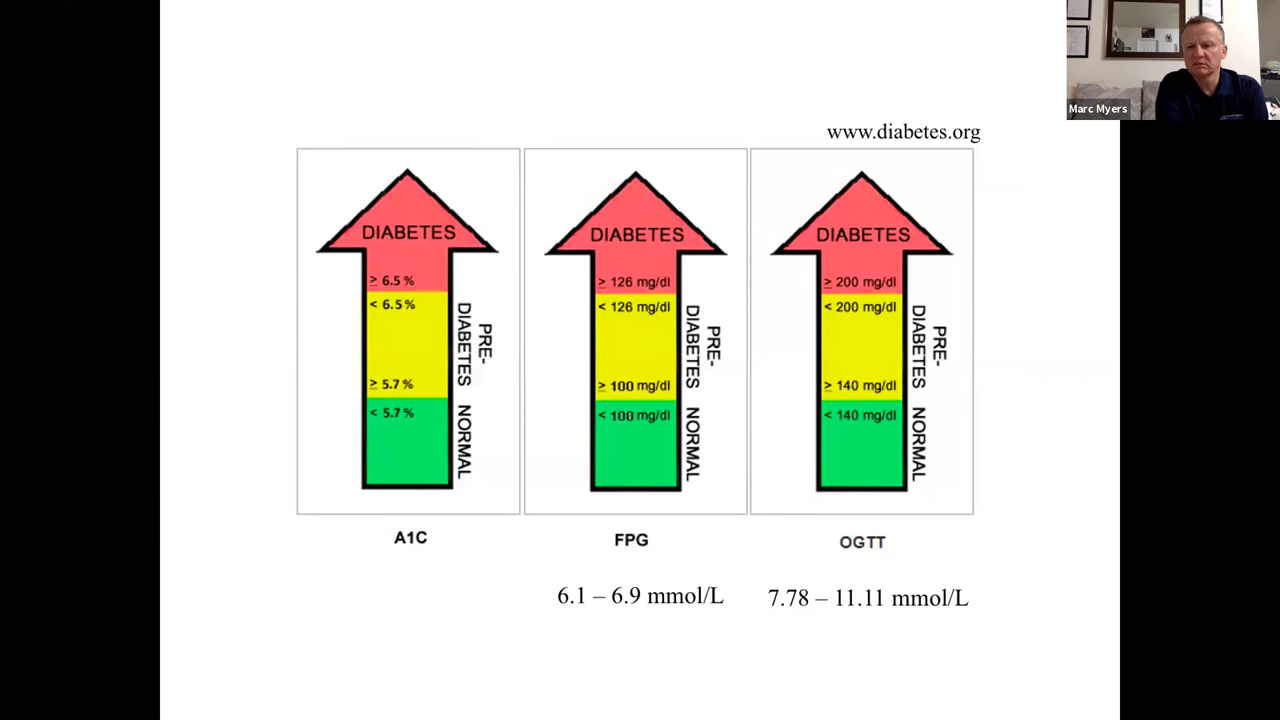 Marc Myers
www.diabetes.org
DIABETES
≥ 6.5 %
< 6.5 %
≥ 5.7 %
< 5.7 %
PRE-
DIABETES
NORMAL
A1C
DIABETES
≥ 126 mg/dl
< 126 mg/dl
≥ 100 mg/dl
< 100 mg/dl
PRE-
DIABETES
NORMAL
FPG
6.1 – 6.9 mmol/L
DIABETES
≥ 200 mg/dl
< 200 mg/dl
≥ 140 mg/dl
< 140 mg/dl
PRE-
DIABETES
NORMAL
OGTT
7.78 – 11.11 mmol/L